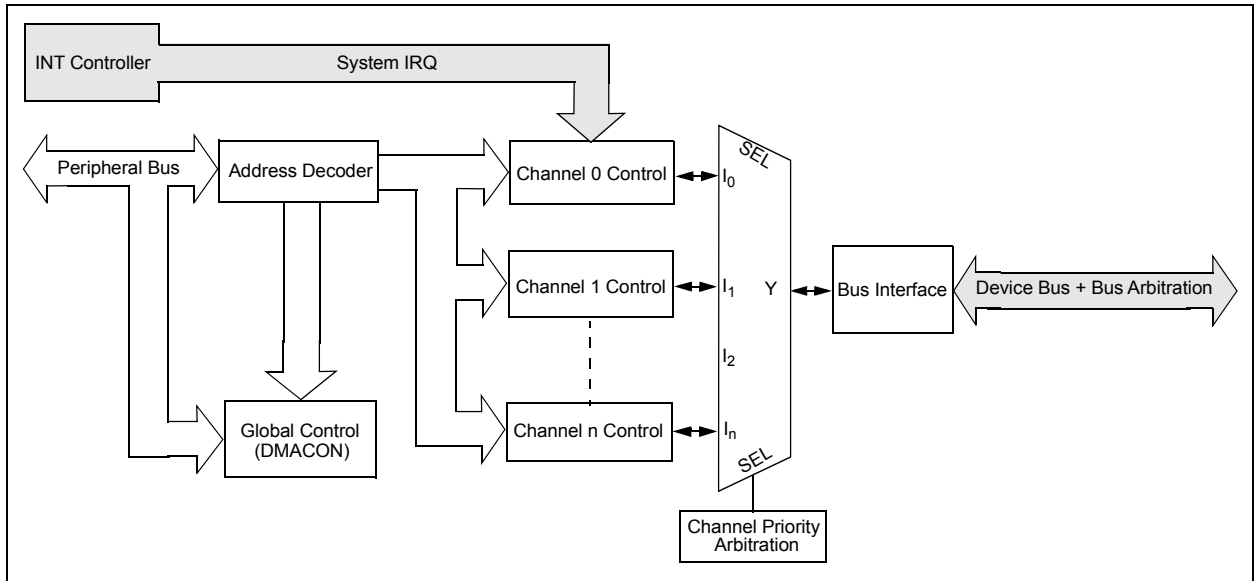 INT Controller
System IRQ
Peripheral Bus
Address Decoder
Channel 0 Control
I0
SEL
Channel 1 Control
I1
Y
Bus Interface
Device Bus + Bus Arbitration
I2
Global Control
(DMACON)
Channel n Control
In
SEL
Channel Priority
Arbitration